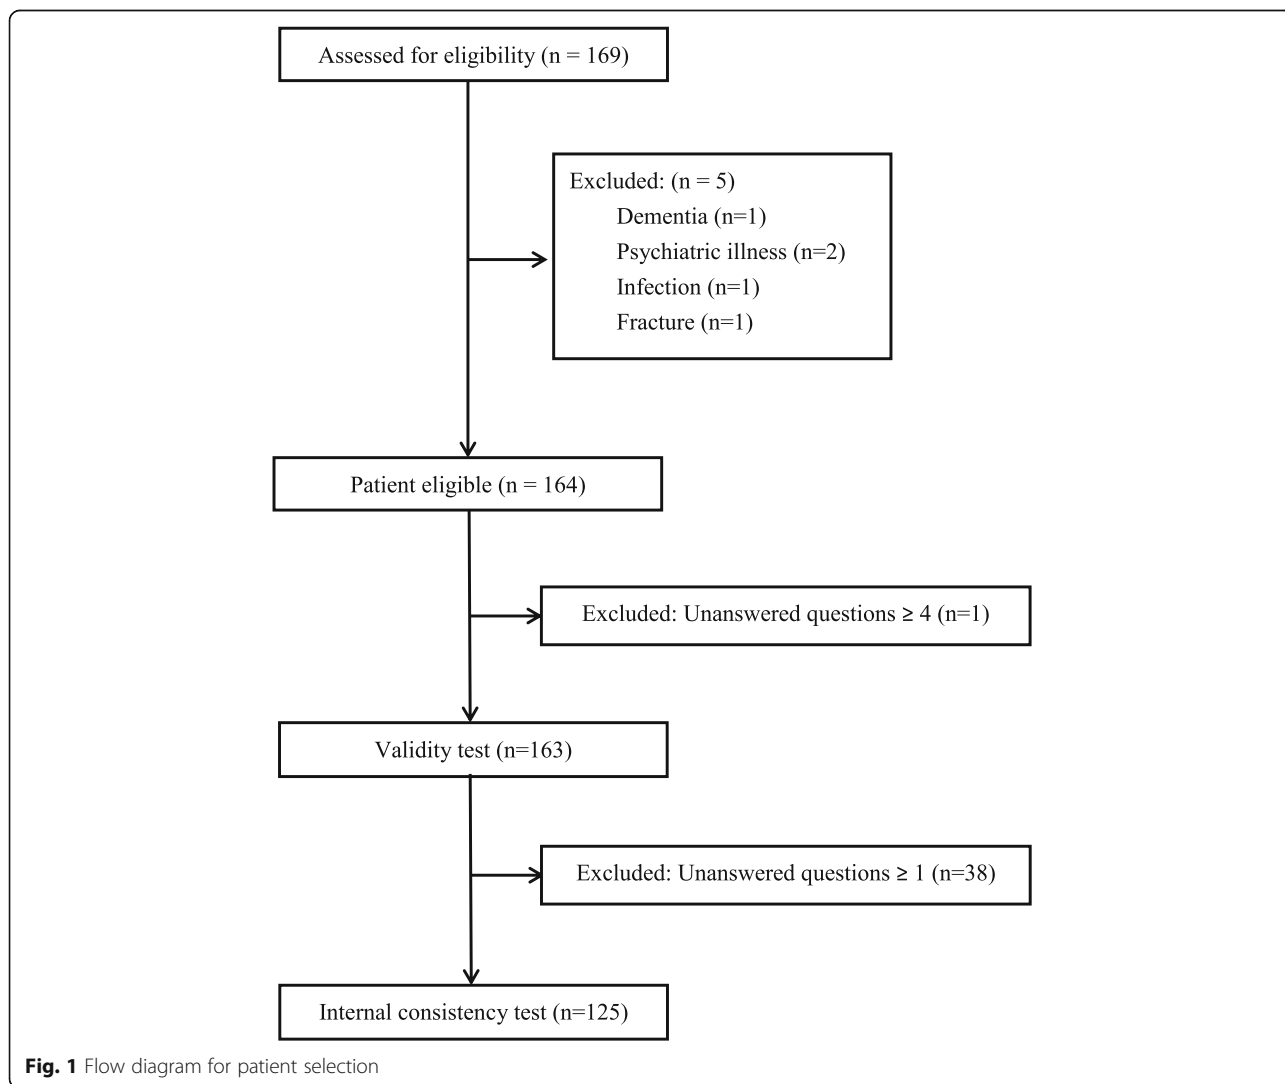 Assessed for eligibility (n = 169)
Excluded: (n = 5)
Dementia (n=1)
Psychiatric illness (n=2)
Infection (n=1)
Fracture (n=1)
Patient eligible (n = 164)
Excluded: Unanswered questions ≥ 4 (n=1)
Validity test (n=163)
Excluded: Unanswered questions ≥ 1 (n=38)
Internal consistency test (n=125)
Fig. 1 Flow diagram for patient selection